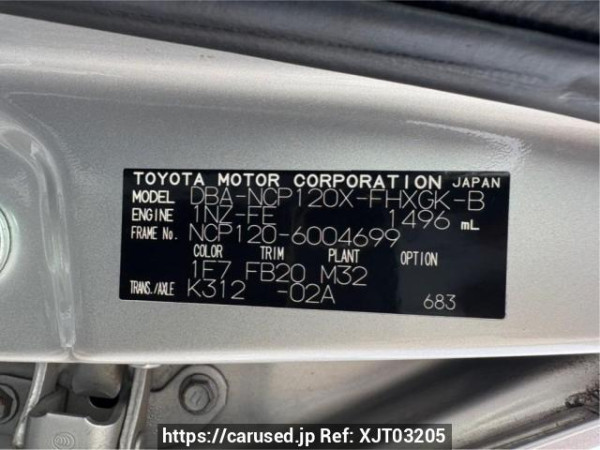 TOYOTA MOTOR CORPORATION JAPAN
MODEL DBA-NCP120X-FHXGK-B
ENGINE 1NZ-FE 1496 mL
FRAME No. NCP120-6004699
COLOR TRIM PLANT OPTION
1E7 FB20 M32
TRANS./AXLE K312 -02A
683
https://carused.jp Ref: XJT03205